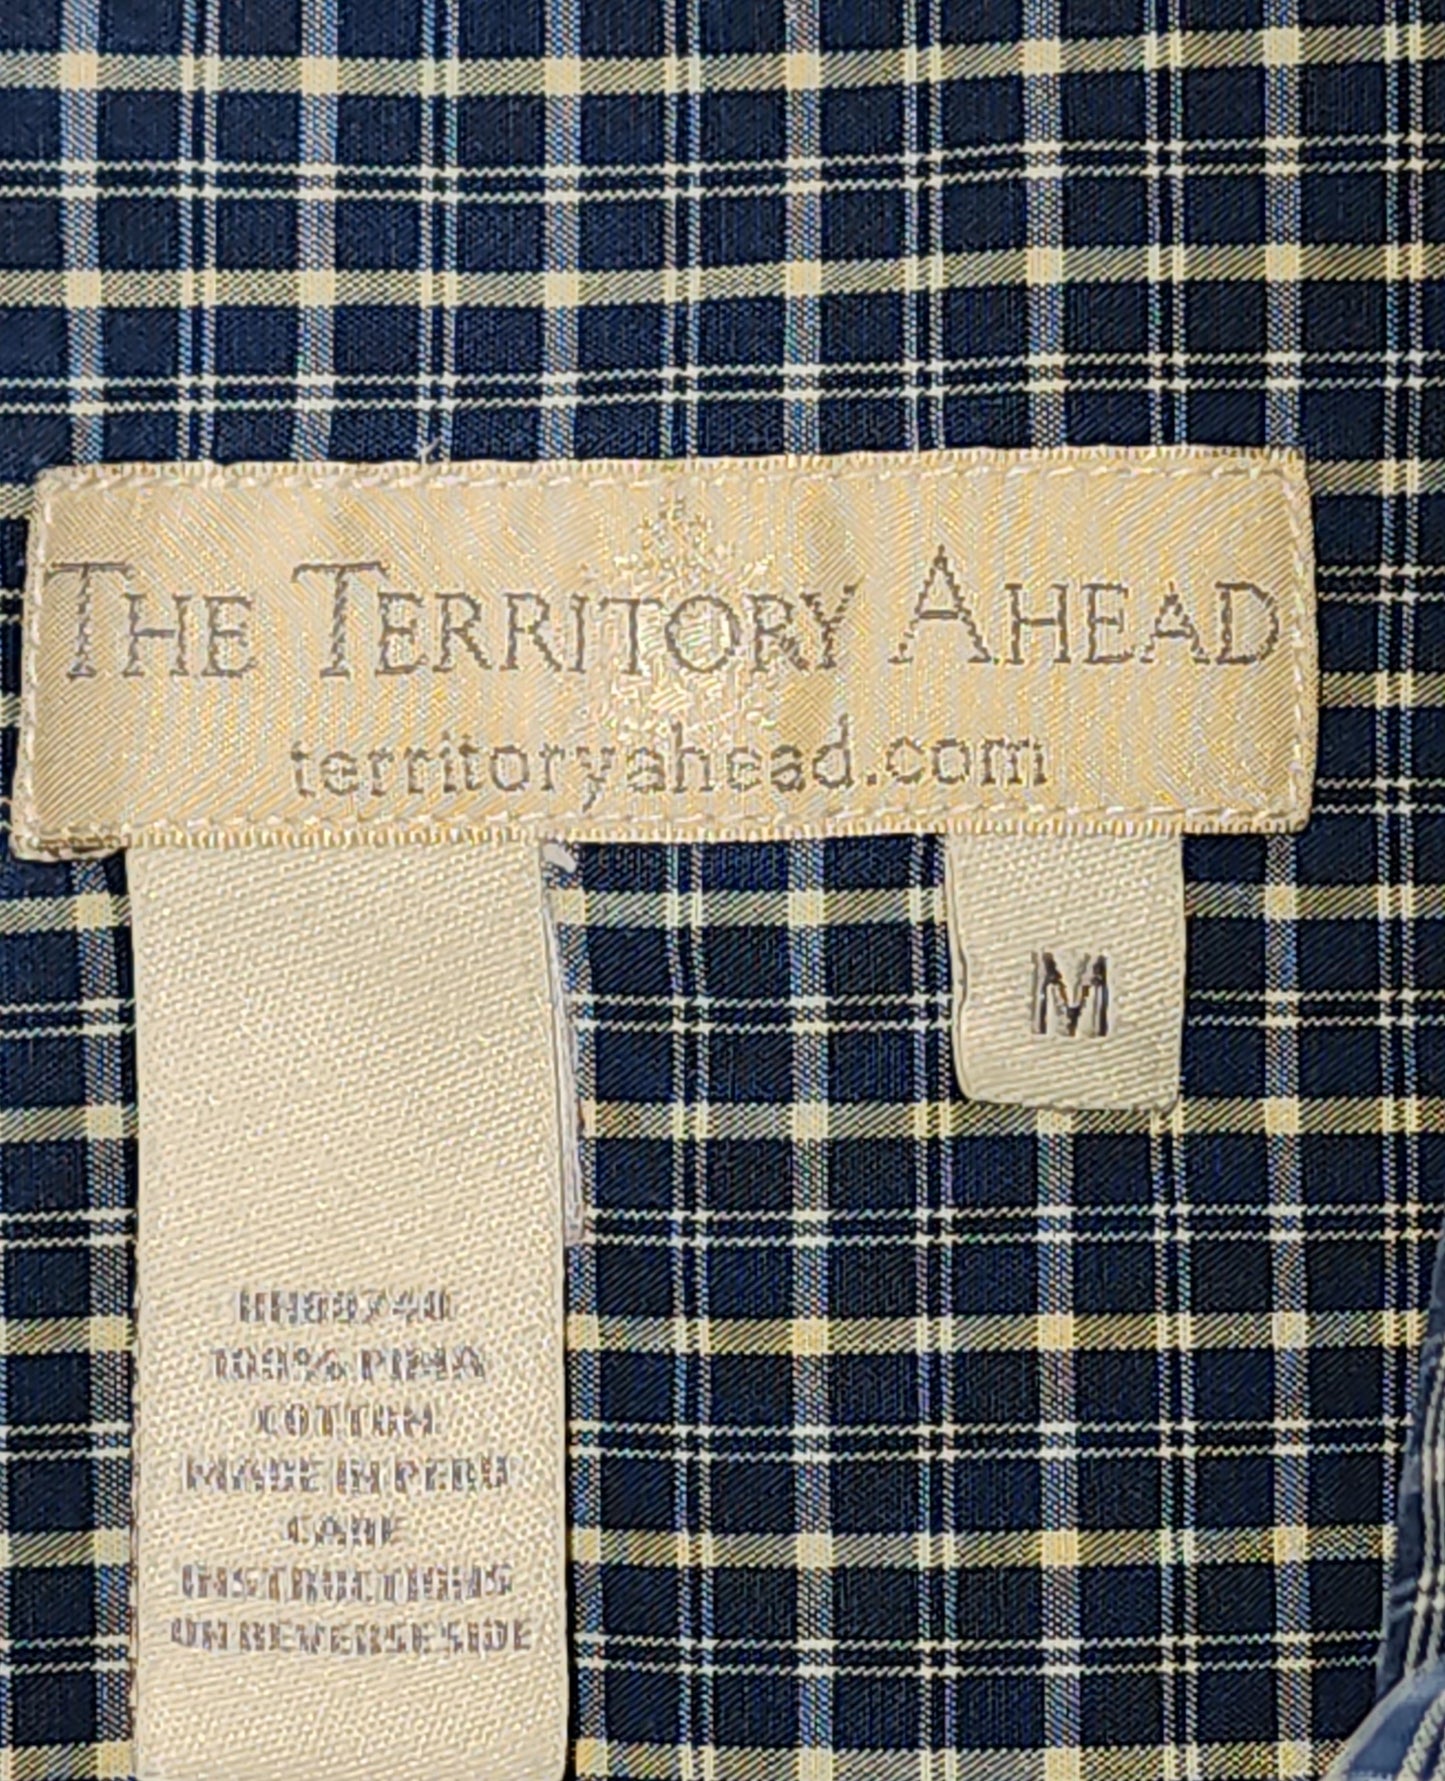 THE TERRITORY AHEAD
territoryahead.com
M
100% PIMA
COTTON
MADE IN PERU
CARE
INSTRUCTIONS
ON REVERSE SIDE